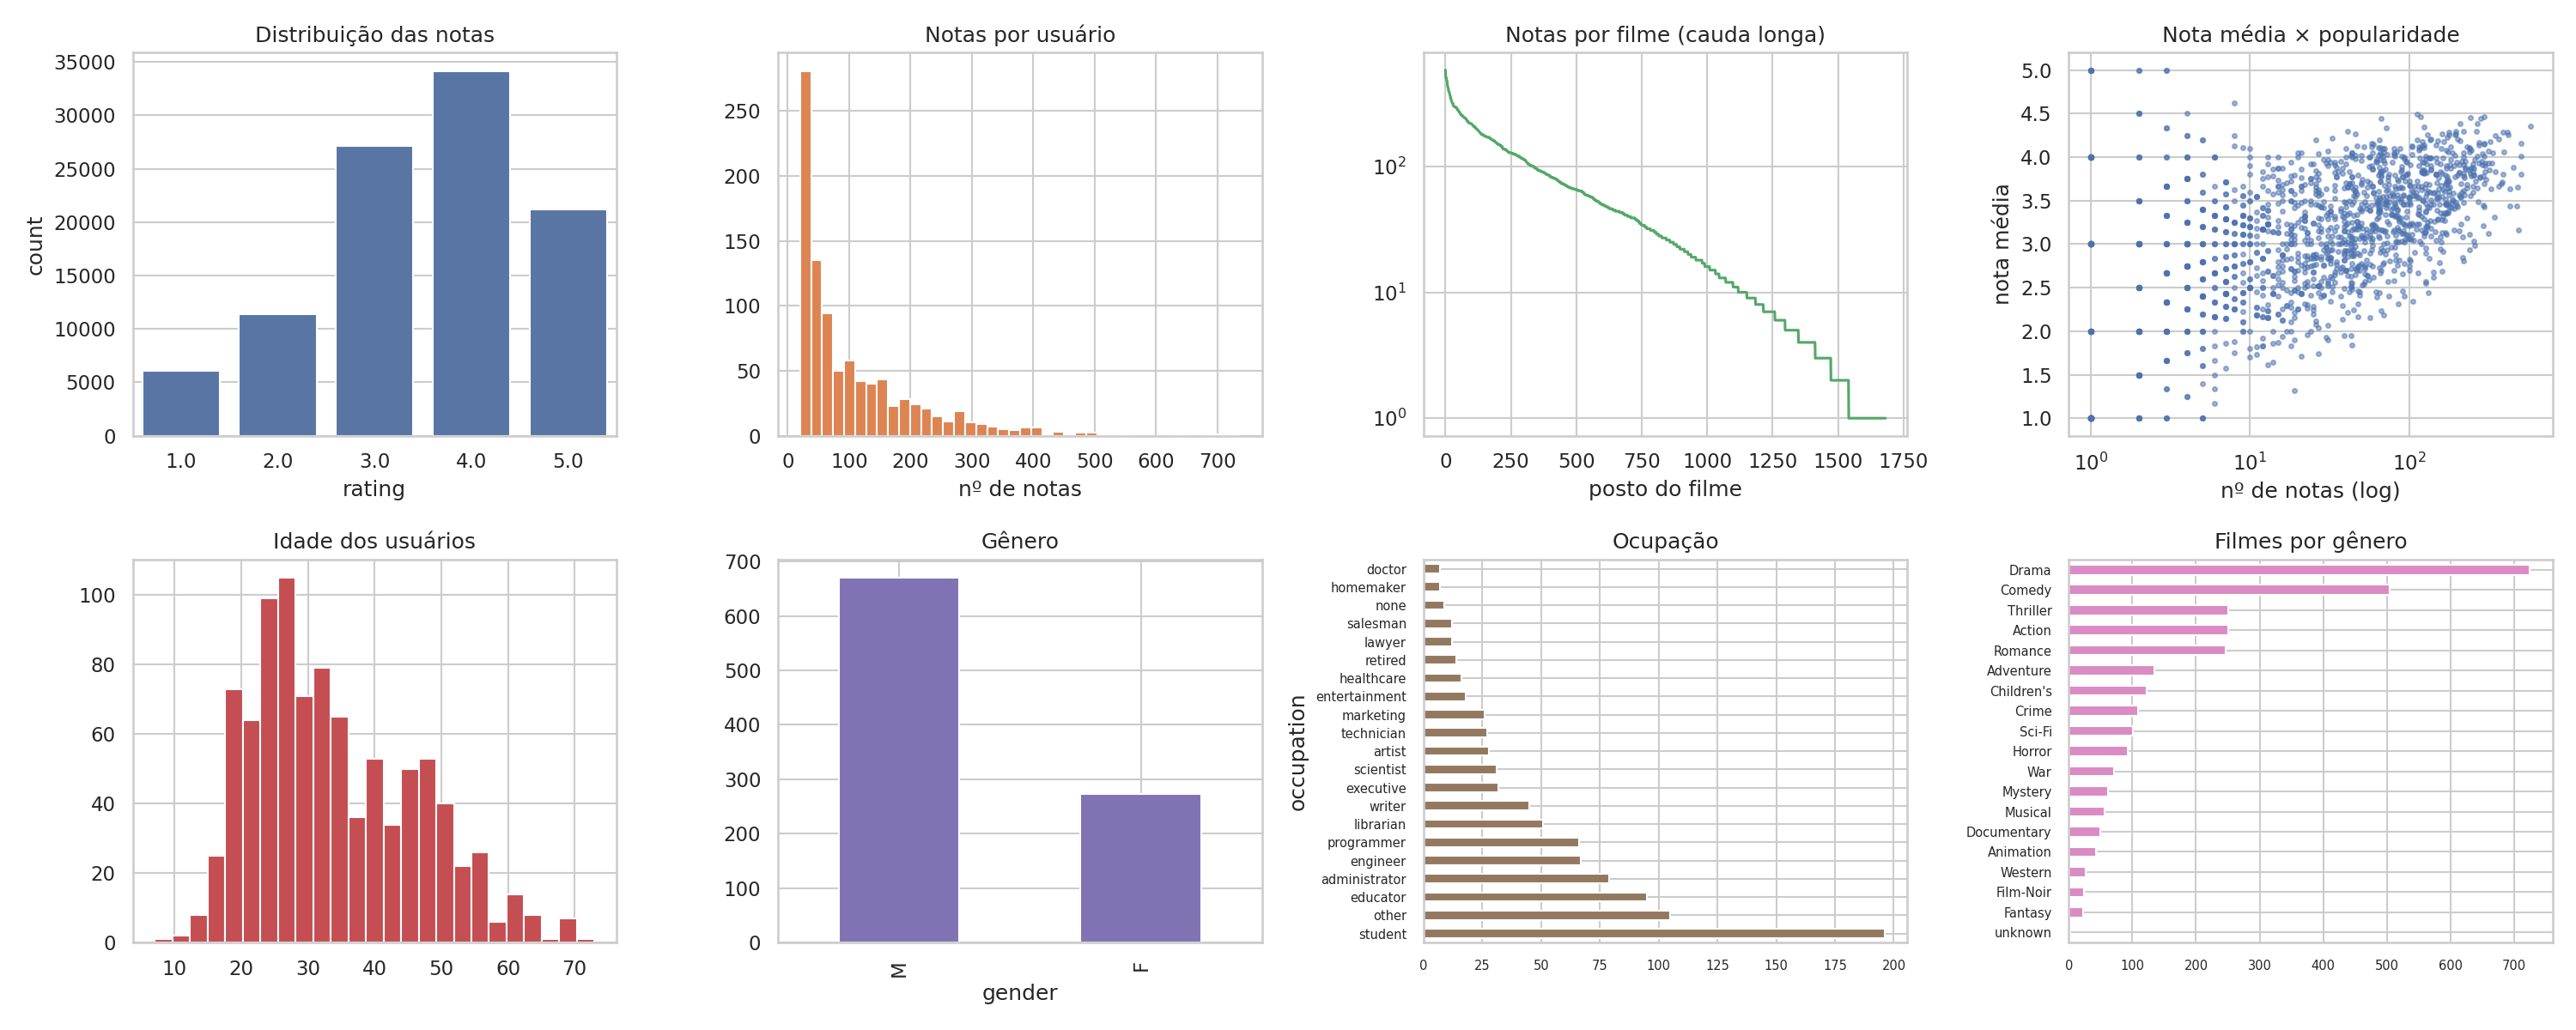 Distribuição das notas
35000
30000
25000
20000
15000
10000
5000
0
count
1.0 2.0 3.0 4.0 5.0
rating
Notas por usuário
250
200
150
100
50
0
0 100 200 300 400 500 600 700
nº de notas
Notas por filme (cauda longa)
10²
10¹
10⁰
0 250 500 750 1000 1250 1500 1750
posto do filme
Nota média × popularidade
5.0
4.5
4.0
3.5
3.0
2.5
2.0
1.5
1.0
nota média
10⁰ 10¹ 10²
nº de notas (log)
Idade dos usuários
100
80
60
40
20
0
10 20 30 40 50 60 70
Gênero
700
600
500
400
300
200
100
0
M F
gender
Ocupação
occupation
doctor
homemaker
none
salesman
lawyer
retired
healthcare
entertainment
marketing
technician
artist
scientist
executive
writer
librarian
programmer
engineer
administrator
educator
other
student
0 25 50 75 100 125 150 175 200
Filmes por gênero
Drama
Comedy
Thriller
Action
Romance
Adventure
Children's
Crime
Sci-Fi
Horror
War
Mystery
Musical
Documentary
Animation
Western
Film-Noir
Fantasy
unknown
0 100 200 300 400 500 600 700